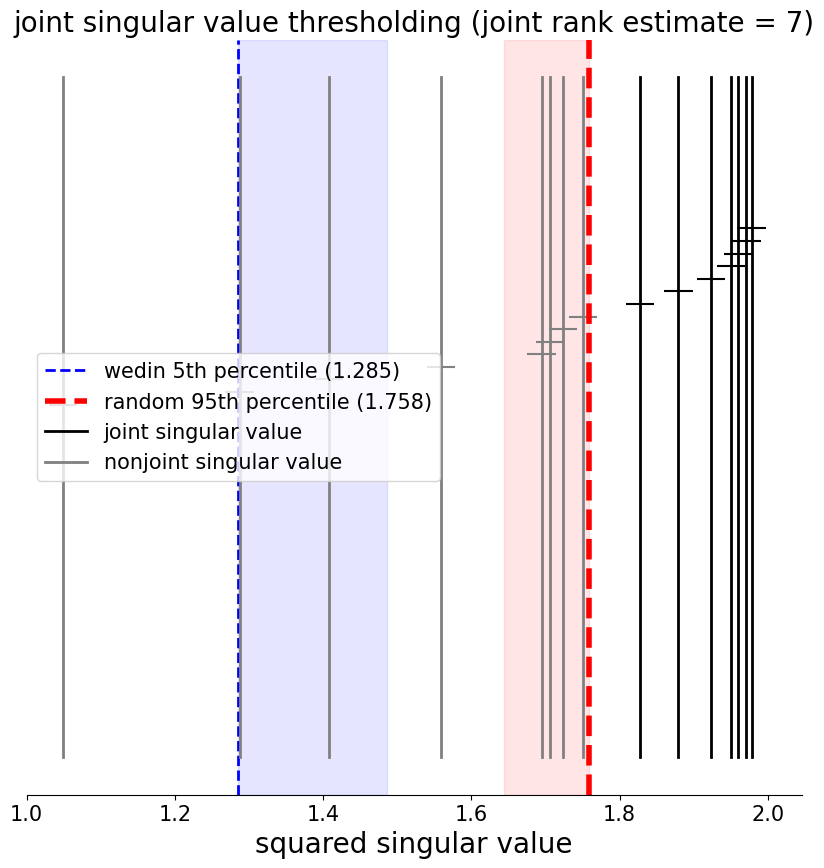 joint singular value thresholding (joint rank estimate = 7)
wedin 5th percentile (1.285)
random 95th percentile (1.758)
joint singular value
nonjoint singular value
1.0 1.2 1.4 1.6 1.8 2.0
squared singular value